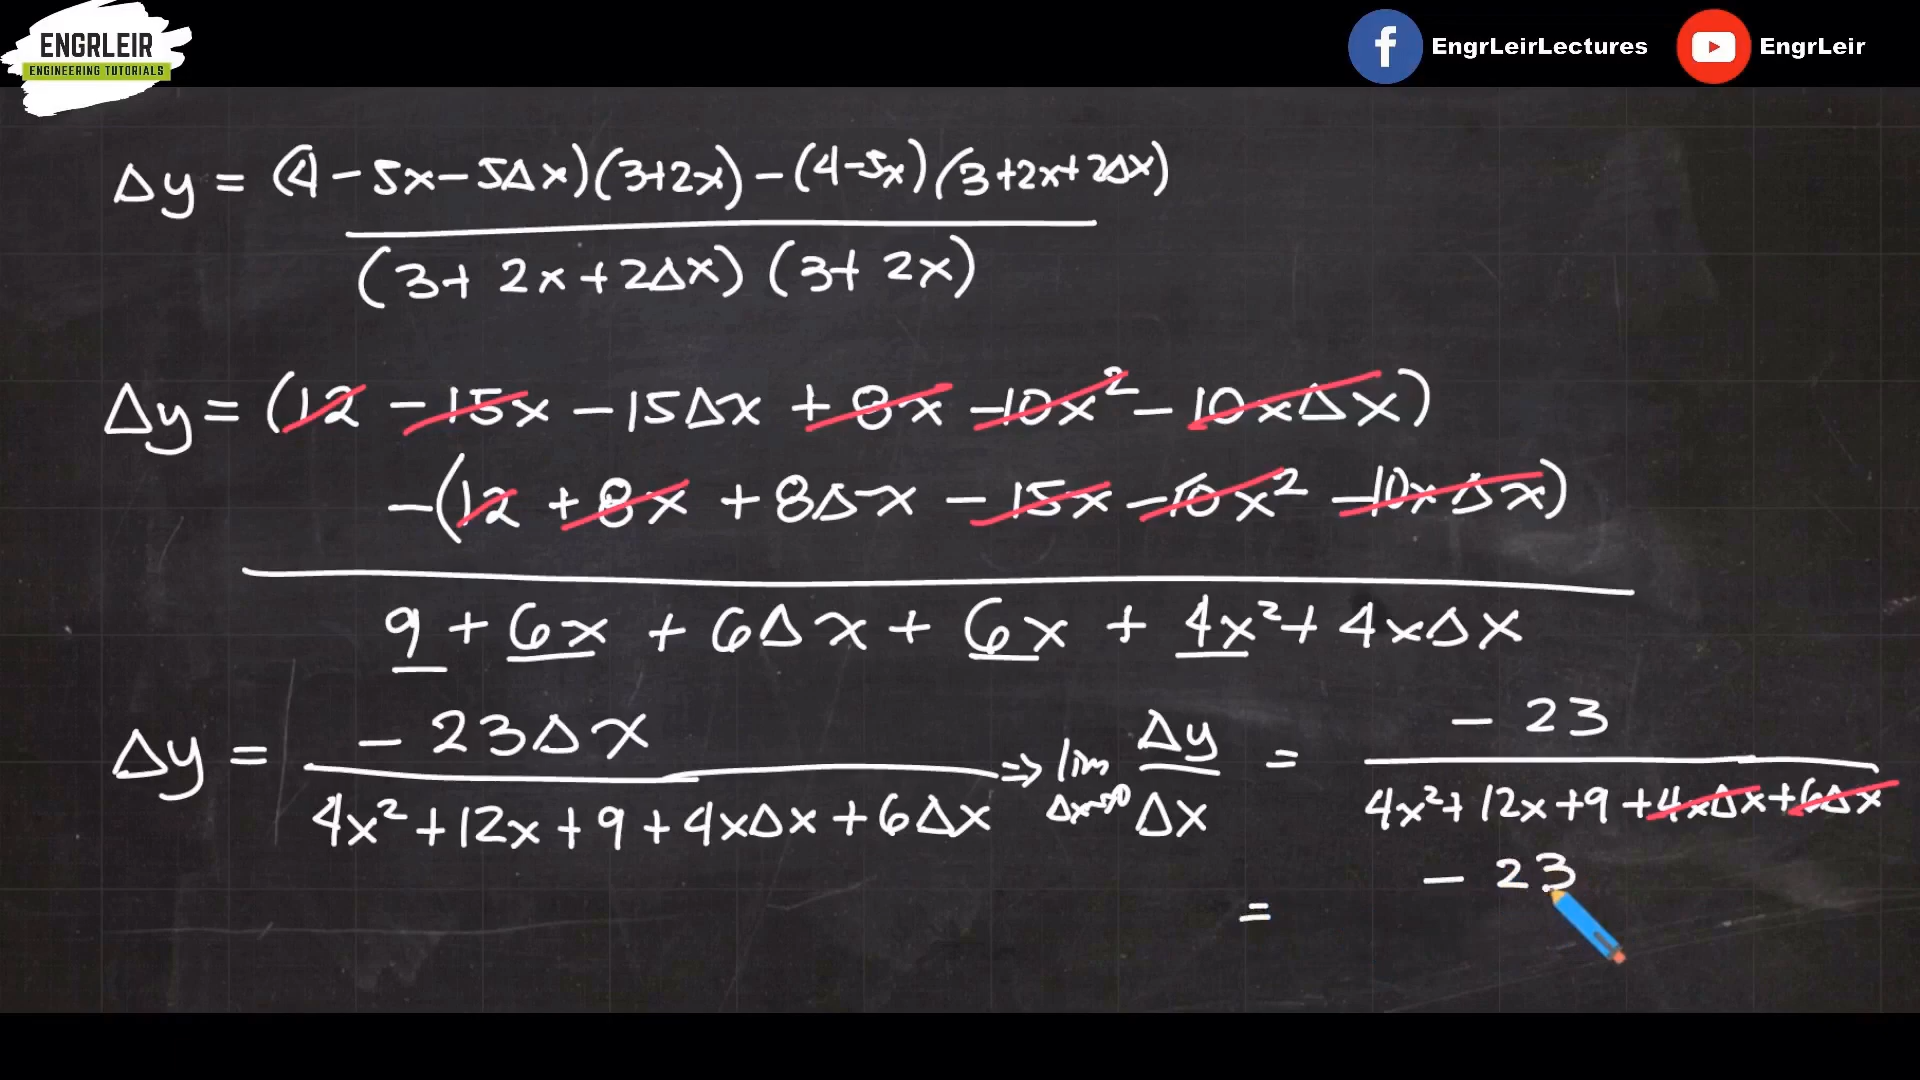 ENGRLEIR
ENGINEERING TUTORIALS
EngrLeirLectures
EngrLeir
Δy = (4 - 5x - 5Δx)(3+2x) - (4-5x)(3+2x+2Δx)
(3+ 2x+2Δx) (3+ 2x)
Δy = (12 - 15x - 15Δx + 8x - 10x² - 10xΔx)
-(12 + 8x + 8Δx - 15x - 10x² - 10xΔx)
9 + 6x + 6Δx + 6x + 4x² + 4xΔx
Δy = - 23Δx
4x² + 12x + 9 + 4xΔx + 6Δx
⇒ lim Δx→0 Δy
Δx
= - 23
4x² + 12x + 9 + 4xΔx + 6Δx
= - 23